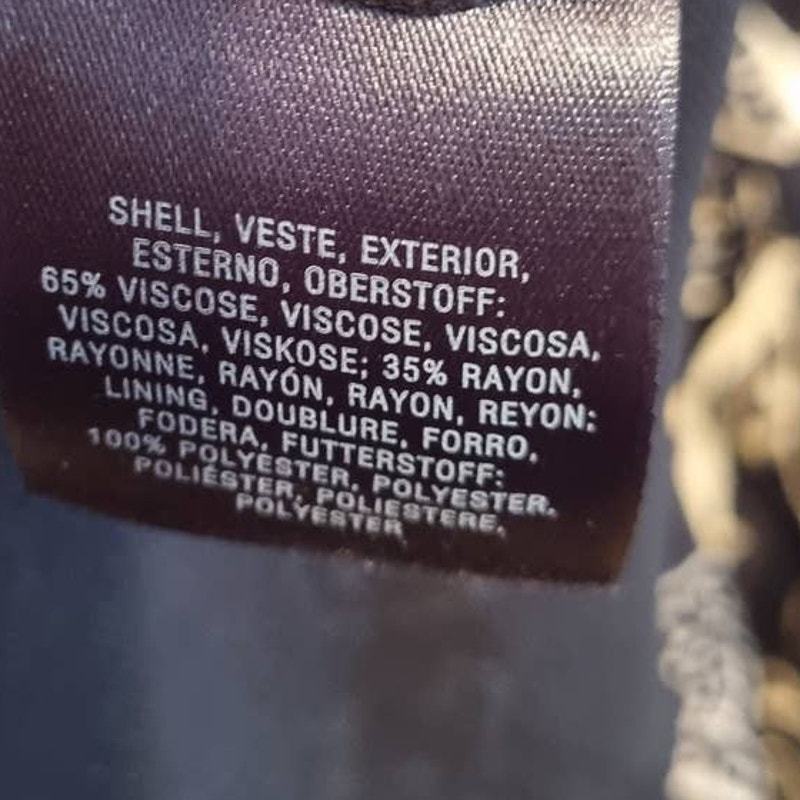 SHELL, VESTE, EXTERIOR,
ESTERNO, OBERSTOFF:
65% VISCOSE, VISCOSE, VISCOSA,
VISCOSA, VISKOSE; 35% RAYON,
RAYONNE, RAYÓN, RAYON, REYON:
LINING, DOUBLURE, FORRO,
FODERA, FUTTERSTOFF:
100% POLYESTER, POLYESTER,
POLIÉSTER, POLIESTERE,
POLYESTER